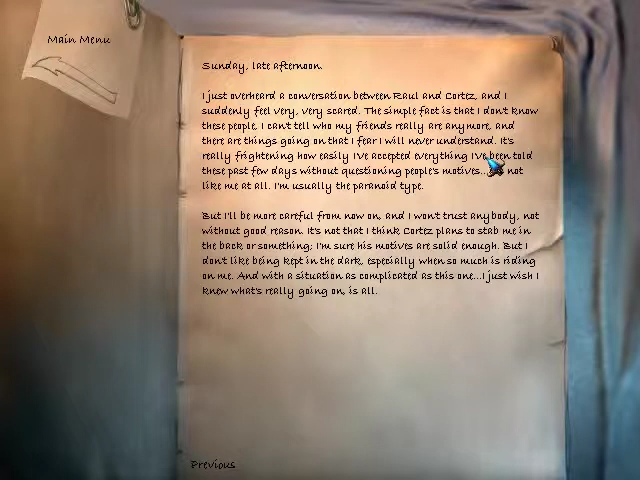 Main Menu
Sunday, late afternoon.
I just overheard a conversation between Raul and Cortez, and I
suddenly feel very, very scared. The simple fact is that I don't know
these people. I can't tell who my friends really are anymore, and
there are things going on that I fear I will never understand. It's
really frightening how easily I've accepted everything I've been told
these past few days without questioning people's motives... not
like me at all. I'm usually the paranoid type.
But I'll be more careful from now on, and I won't trust anybody, not
without good reason. It's not that I think Cortez plans to stab me in
the back or something; I'm sure his motives are solid enough. But I
don't like being kept in the dark, especially when so much is riding
on me. And with a situation as complicated as this one...I just wish I
knew what's really going on, is all.
Previous